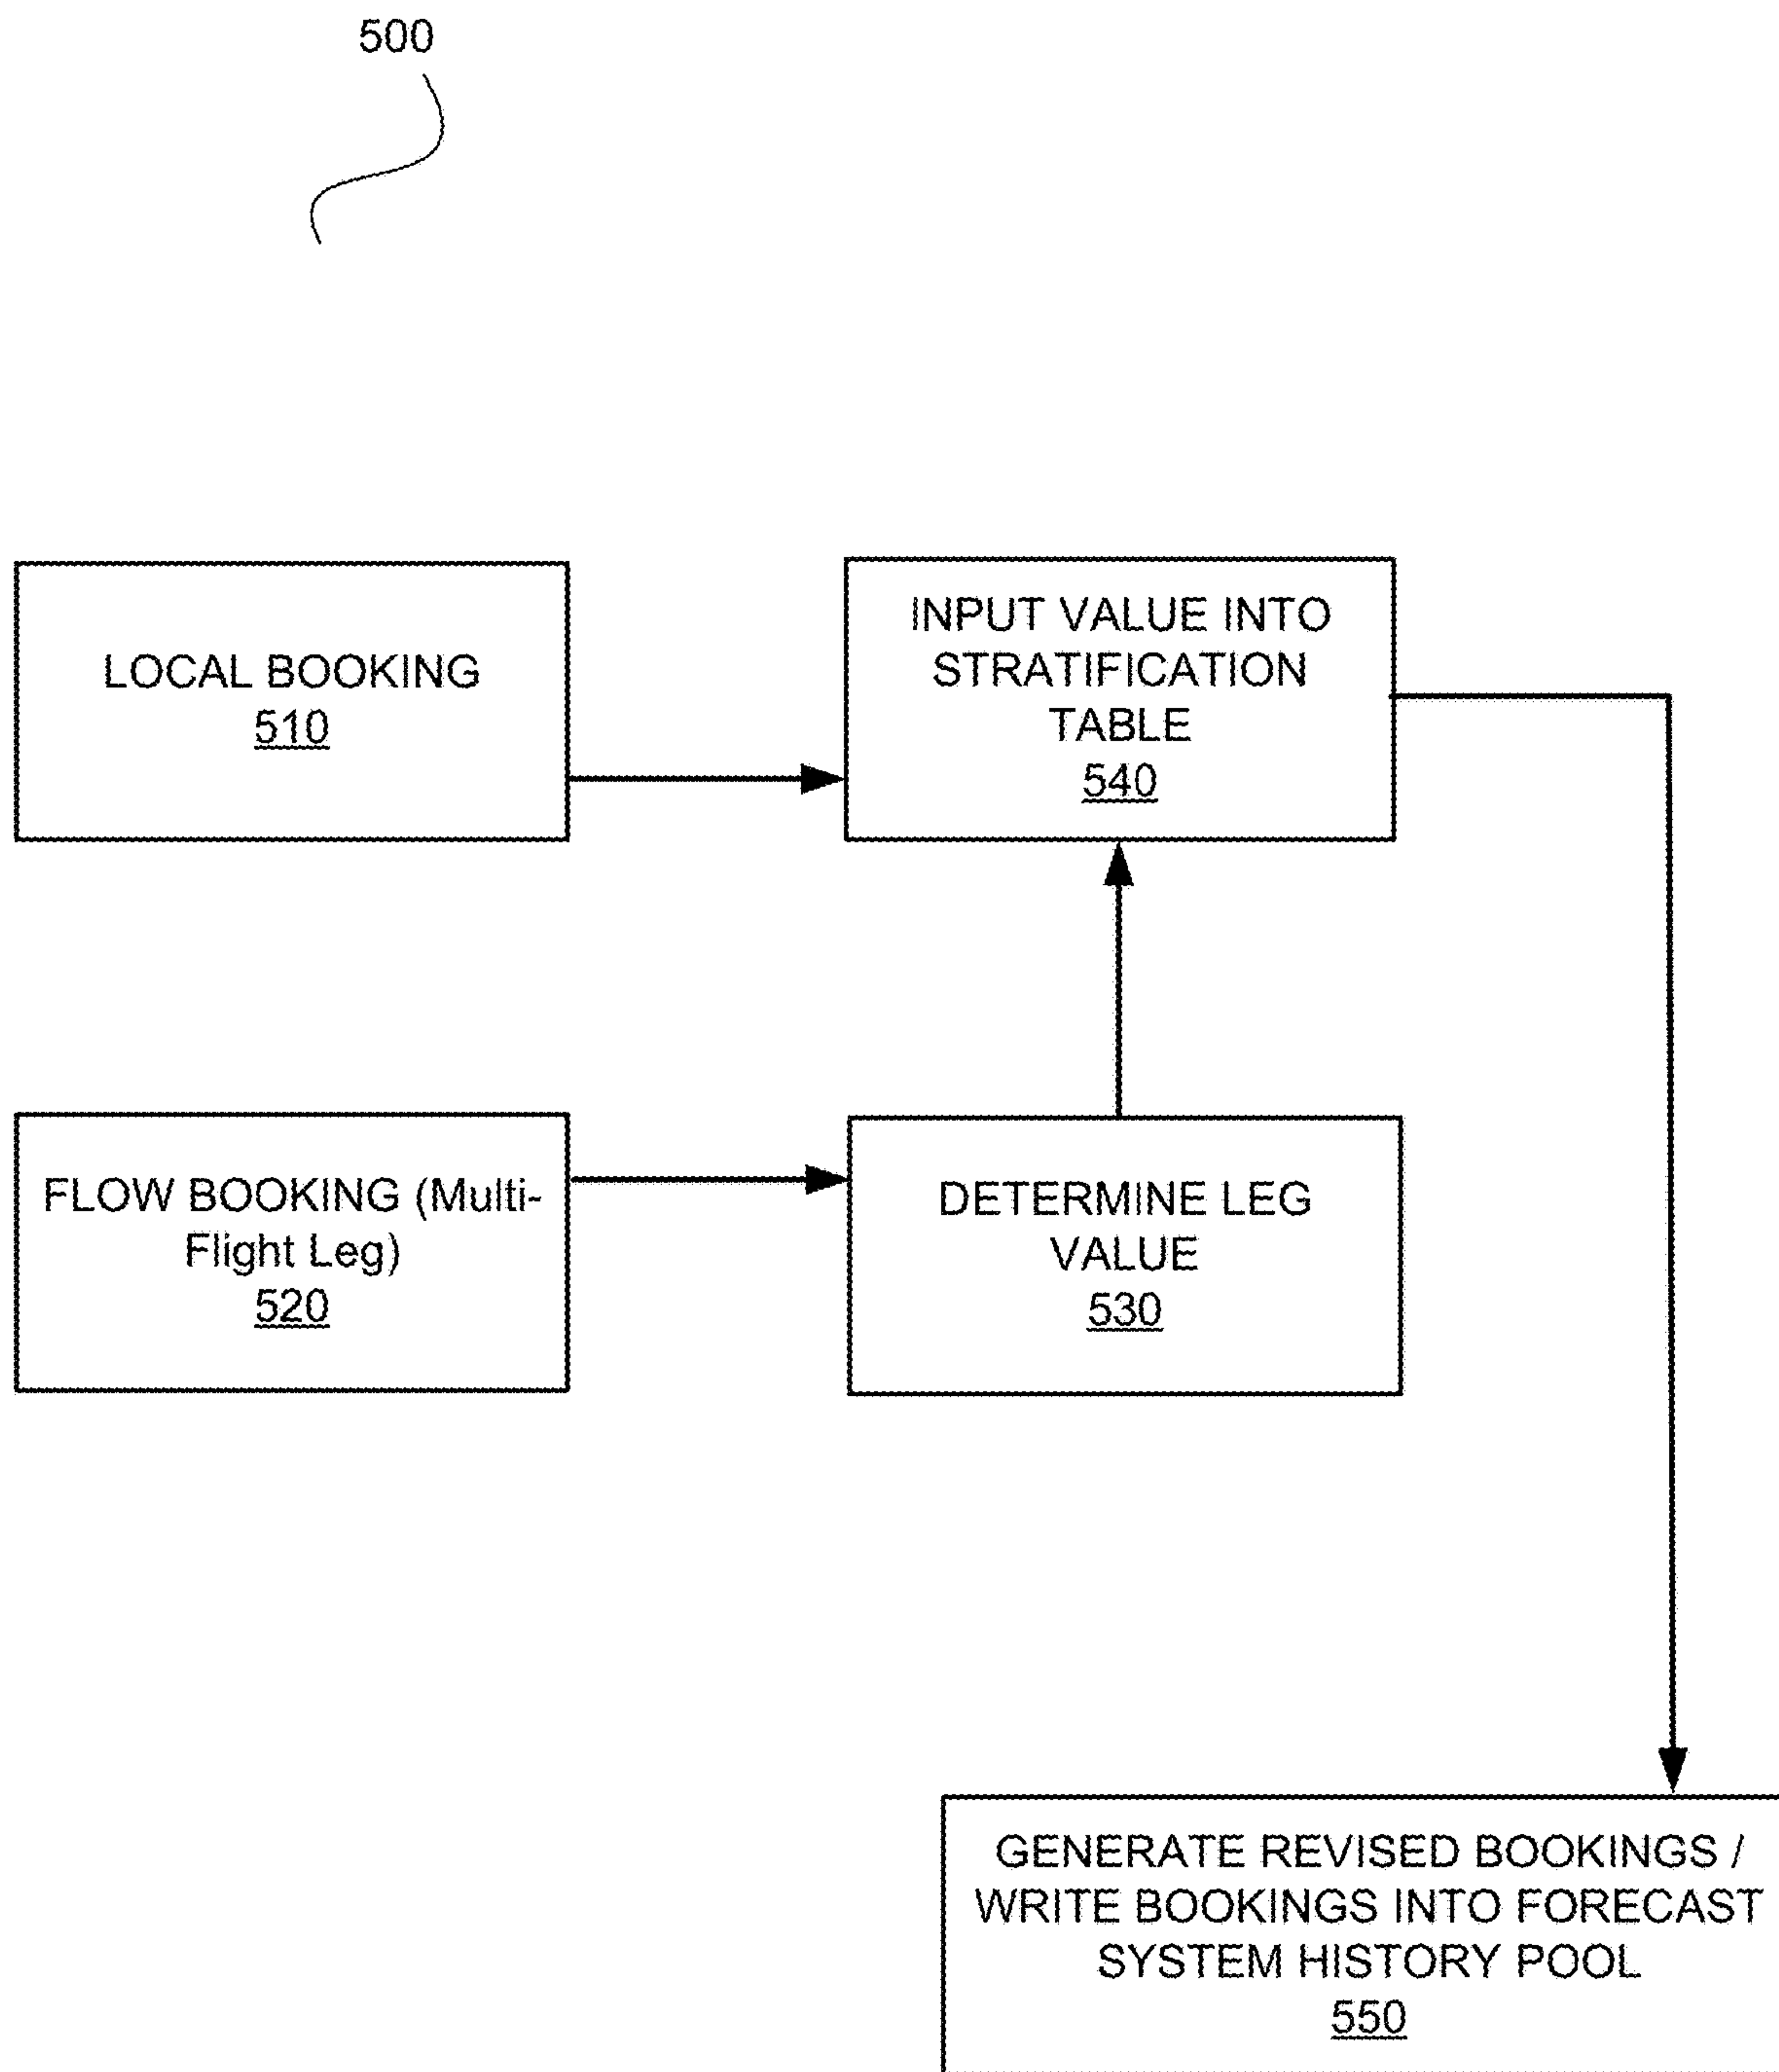 500
LOCAL BOOKING
510
INPUT VALUE INTO
STRATIFICATION
TABLE
540
FLOW BOOKING (Multi-
Flight Leg)
520
DETERMINE LEG
VALUE
530
GENERATE REVISED BOOKINGS /
WRITE BOOKINGS INTO FORECAST
SYSTEM HISTORY POOL
550